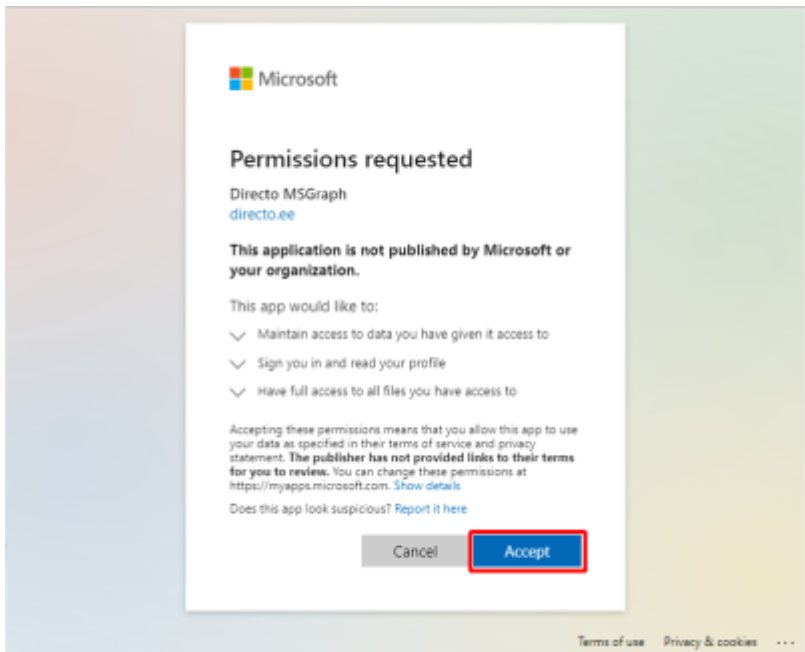 Microsoft
Permissions requested
Directo MSGraph
directo.ee
This application is not published by Microsoft or
your organization.
This app would like to:
Maintain access to data you have given it access to
Sign you in and read your profile
Have full access to all files you have access to
Accepting these permissions means that you allow this app to use
your data as specified in their terms of service and privacy
statement. The publisher has not provided links to their terms
for you to review. You can change these permissions at
https://myapps.microsoft.com. Show details
Does this app look suspicious? Report it here
Cancel
Accept
Terms of use
Privacy & cookies
...